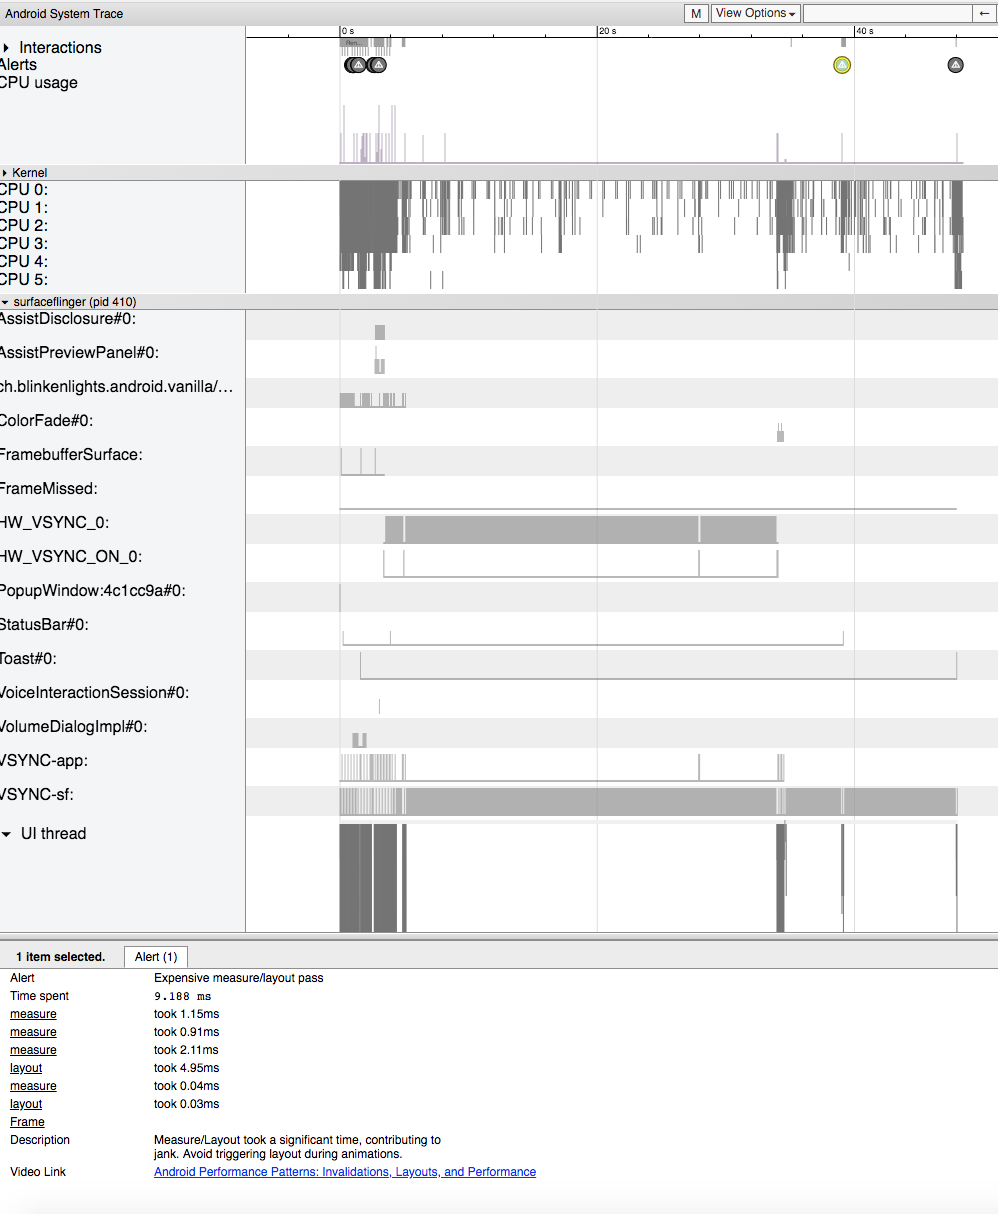 Android System Trace M View Options ←
0 s 20 s 40 s
Interactions
Alerts
CPU usage
Kernel
CPU 0:
CPU 1:
CPU 2:
CPU 3:
CPU 4:
CPU 5:
surfaceflinger (pid 410)
AssistDisclosure#0:
AssistPreviewPanel#0:
ch.blinkenlights.android.vanilla/…
ColorFade#0:
FramebufferSurface:
FrameMissed:
HW_VSYNC_0:
HW_VSYNC_ON_0:
PopupWindow:4c1cc9a#0:
StatusBar#0:
Toast#0:
VoiceInteractionSession#0:
VolumeDialogImpl#0:
VSYNC-app:
VSYNC-sf:
UI thread
1 item selected. Alert (1)
Alert Expensive measure/layout pass
Time spent 9.188 ms
measure took 1.15ms
measure took 0.91ms
measure took 2.11ms
layout took 4.95ms
measure took 0.04ms
layout took 0.03ms
Frame
Description Measure/Layout took a significant time, contributing to
jank. Avoid triggering layout during animations.
Video Link Android Performance Patterns: Invalidations, Layouts, and Performance